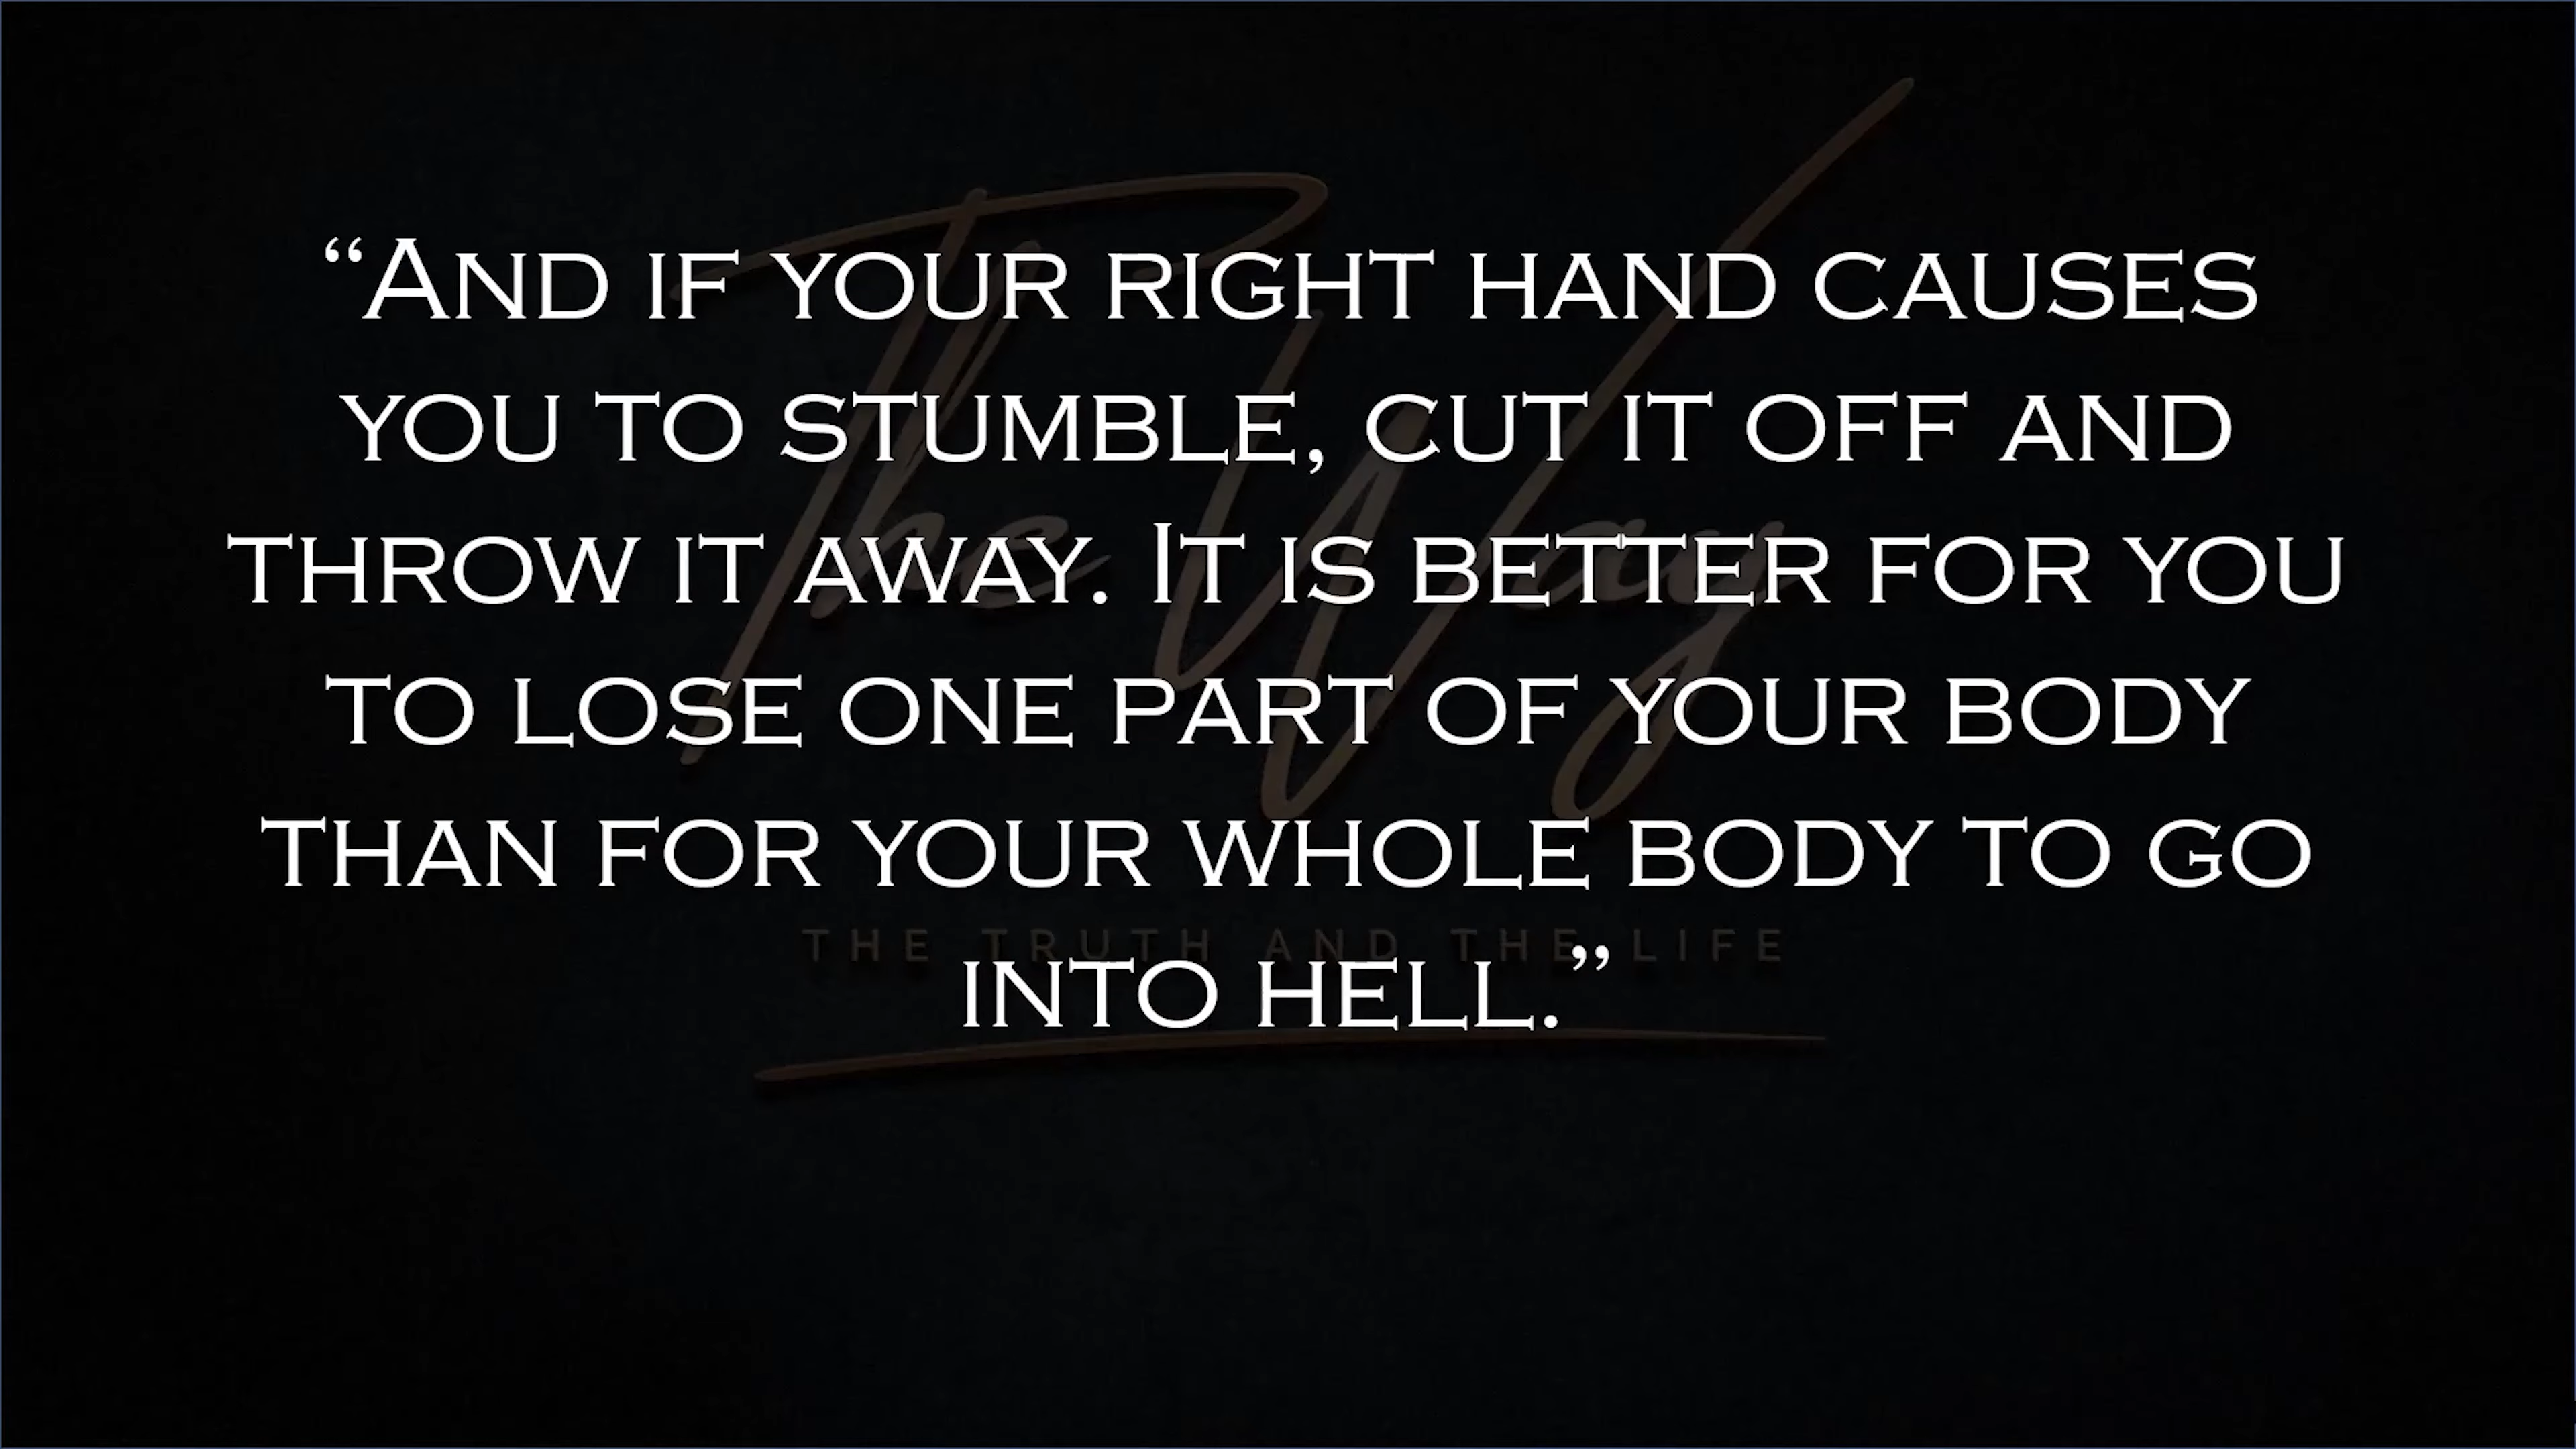 “And if your right hand causes
you to stumble, cut it off and
throw it away. It is better for you
to lose one part of your body
than for your whole body to go
into hell.”
The Way
THE TRUTH AND THE LIFE